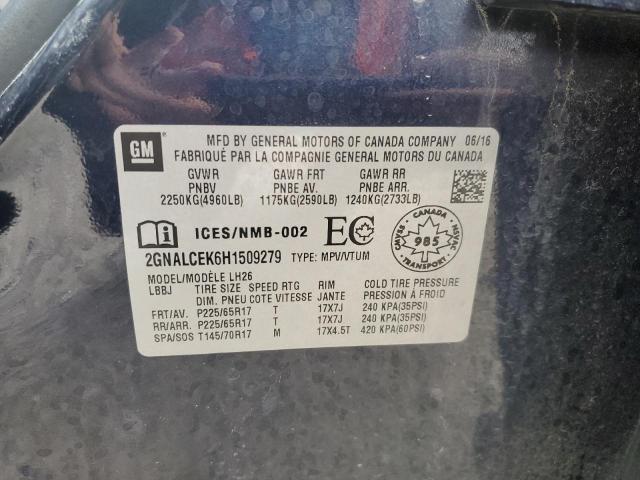 GM
MFD BY GENERAL MOTORS OF CANADA COMPANY 06/16
FABRIQUÉ PAR LA COMPAGNIE GENERAL MOTORS DU CANADA
GVWR GAWR FRT GAWR RR
PNBV PNBE AV. PNBE ARR.
2250KG(4960LB) 1175KG(2590LB) 1240KG(2733LB)
i ICES/NMB-002 EC CANADA CMVSS 985 NSVAC
2GNALCEK6H1509279 TYPE: MPV/VTUM
MODEL/MODÈLE LH26
LBBJ TIRE SIZE SPEED RTG RIM COLD TIRE PRESSURE
DIM. PNEU COTE VITESSE JANTE PRESSION À FROID
FRT/AV. P225/65R17 T 17X7J 240 KPA(35PSI)
RR/ARR. P225/65R17 T 17X7J 240 KPA(35PSI)
SPA/SOS T145/70R17 M 17X4.5T 420 KPA(60PSI)